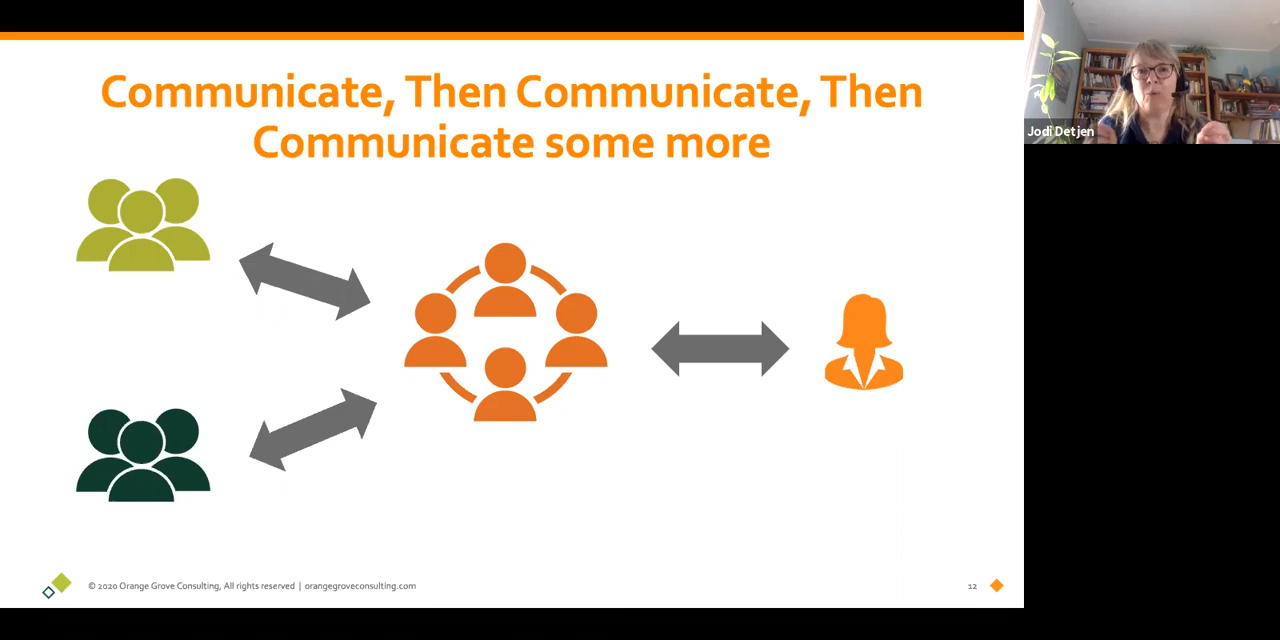 Communicate, Then Communicate, Then
Communicate some more
Jodi Detjen
© 2020 Orange Grove Consulting, All rights reserved | orangegroveconsulting.com
12